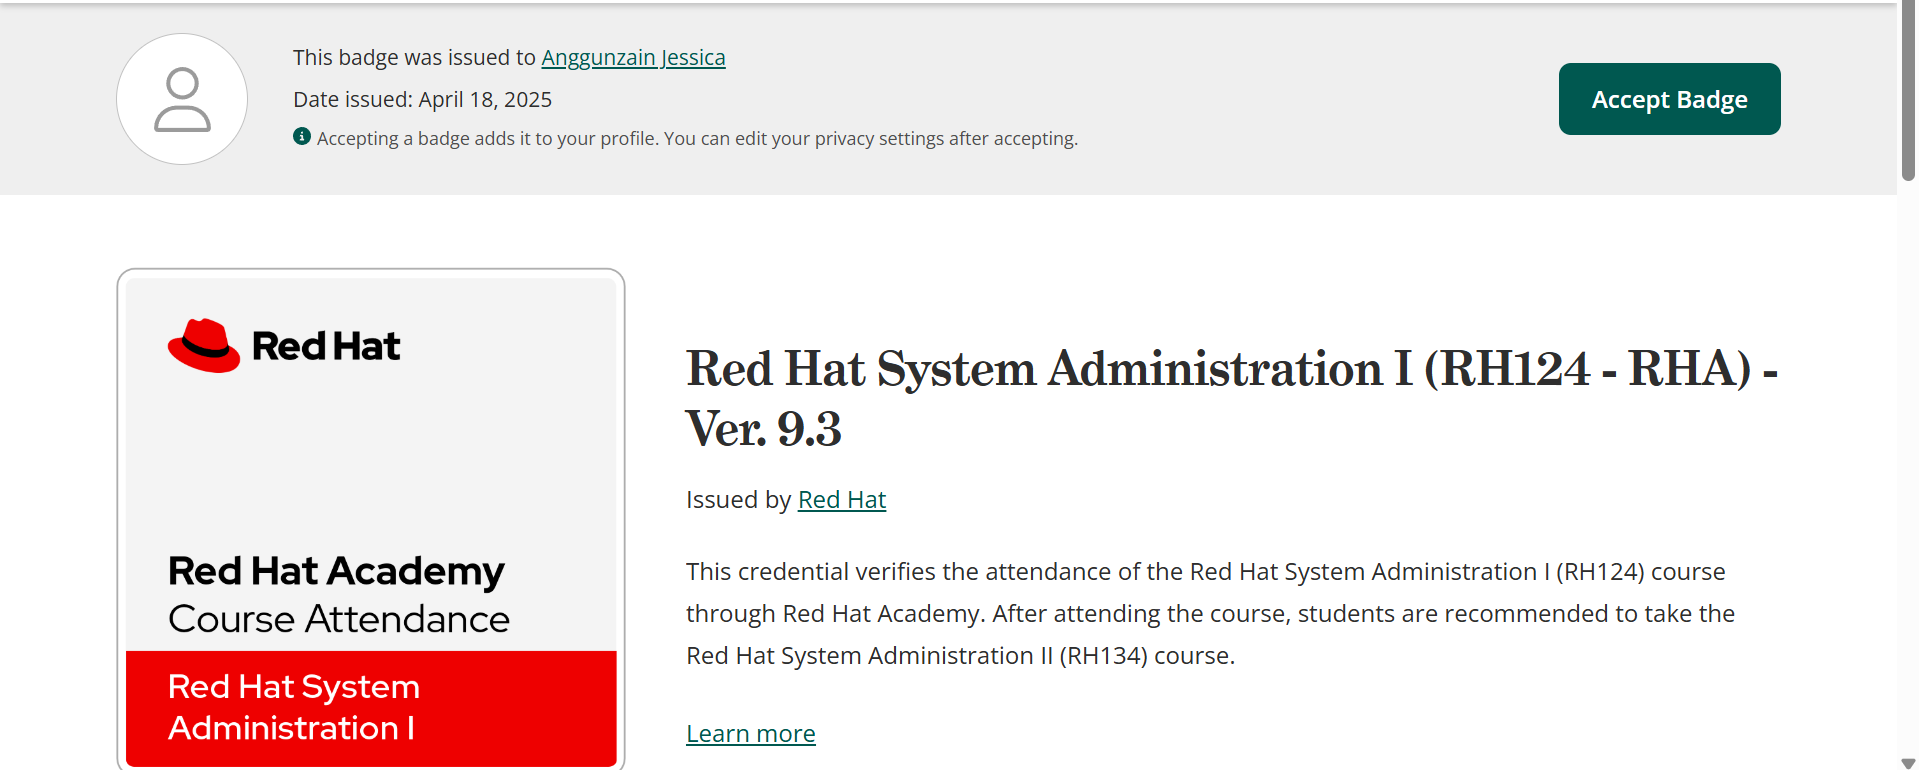 This badge was issued to Anggunzain Jessica
Date issued: April 18, 2025
Accepting a badge adds it to your profile. You can edit your privacy settings after accepting.
Accept Badge
Red Hat
Red Hat Academy
Course Attendance
Red Hat System
Administration I
Red Hat System Administration I (RH124 - RHA) -
Ver. 9.3
Issued by Red Hat
This credential verifies the attendance of the Red Hat System Administration I (RH124) course
through Red Hat Academy. After attending the course, students are recommended to take the
Red Hat System Administration II (RH134) course.
Learn more